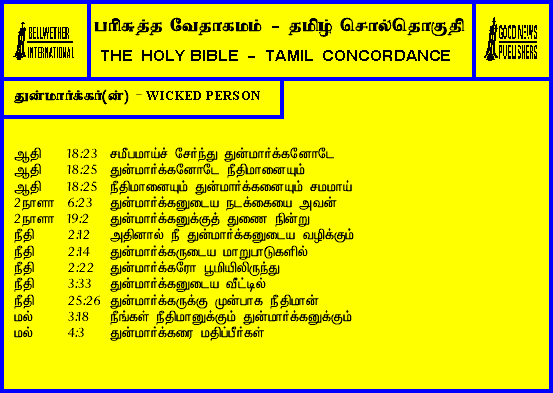 BELLWETHER
INTERNATIONAL
பரிசுத்த வேதாகமம் - தமிழ் சொல்தொகுதி
THE HOLY BIBLE - TAMIL CONCORDANCE
GOOD NEWS
PUBLISHERS
துன்மார்க்கர்(ன்) - WICKED PERSON
ஆதி 18:23 சமீபமாய்ச் சேர்ந்து துன்மார்க்கனோடே
ஆதி 18:25 துன்மார்க்கனோடே நீதிமானையும்
ஆதி 18:25 நீதிமானையும் துன்மார்க்கனையும் சமமாய்
2நாளா 6:23 துன்மார்க்கனுடைய நடக்கையை அவன்
2நாளா 19:2 துன்மார்க்கனுக்குத் துணை நின்று
நீதி 2:12 அதினால் நீ துன்மார்க்கனுடைய வழிக்கும்
நீதி 2:14 துன்மார்க்கருடைய மாறுபாடுகளில்
நீதி 2:22 துன்மார்க்கரோ பூமியிலிருந்து
நீதி 3:33 துன்மார்க்கனுடைய வீட்டில்
நீதி 25:26 துன்மார்க்கருக்கு முன்பாக நீதிமான்
மல் 3:18 நீங்கள் நீதிமானுக்கும் துன்மார்க்கனுக்கும்
மல் 4:3 துன்மார்க்கரை மதிப்பீர்கள்